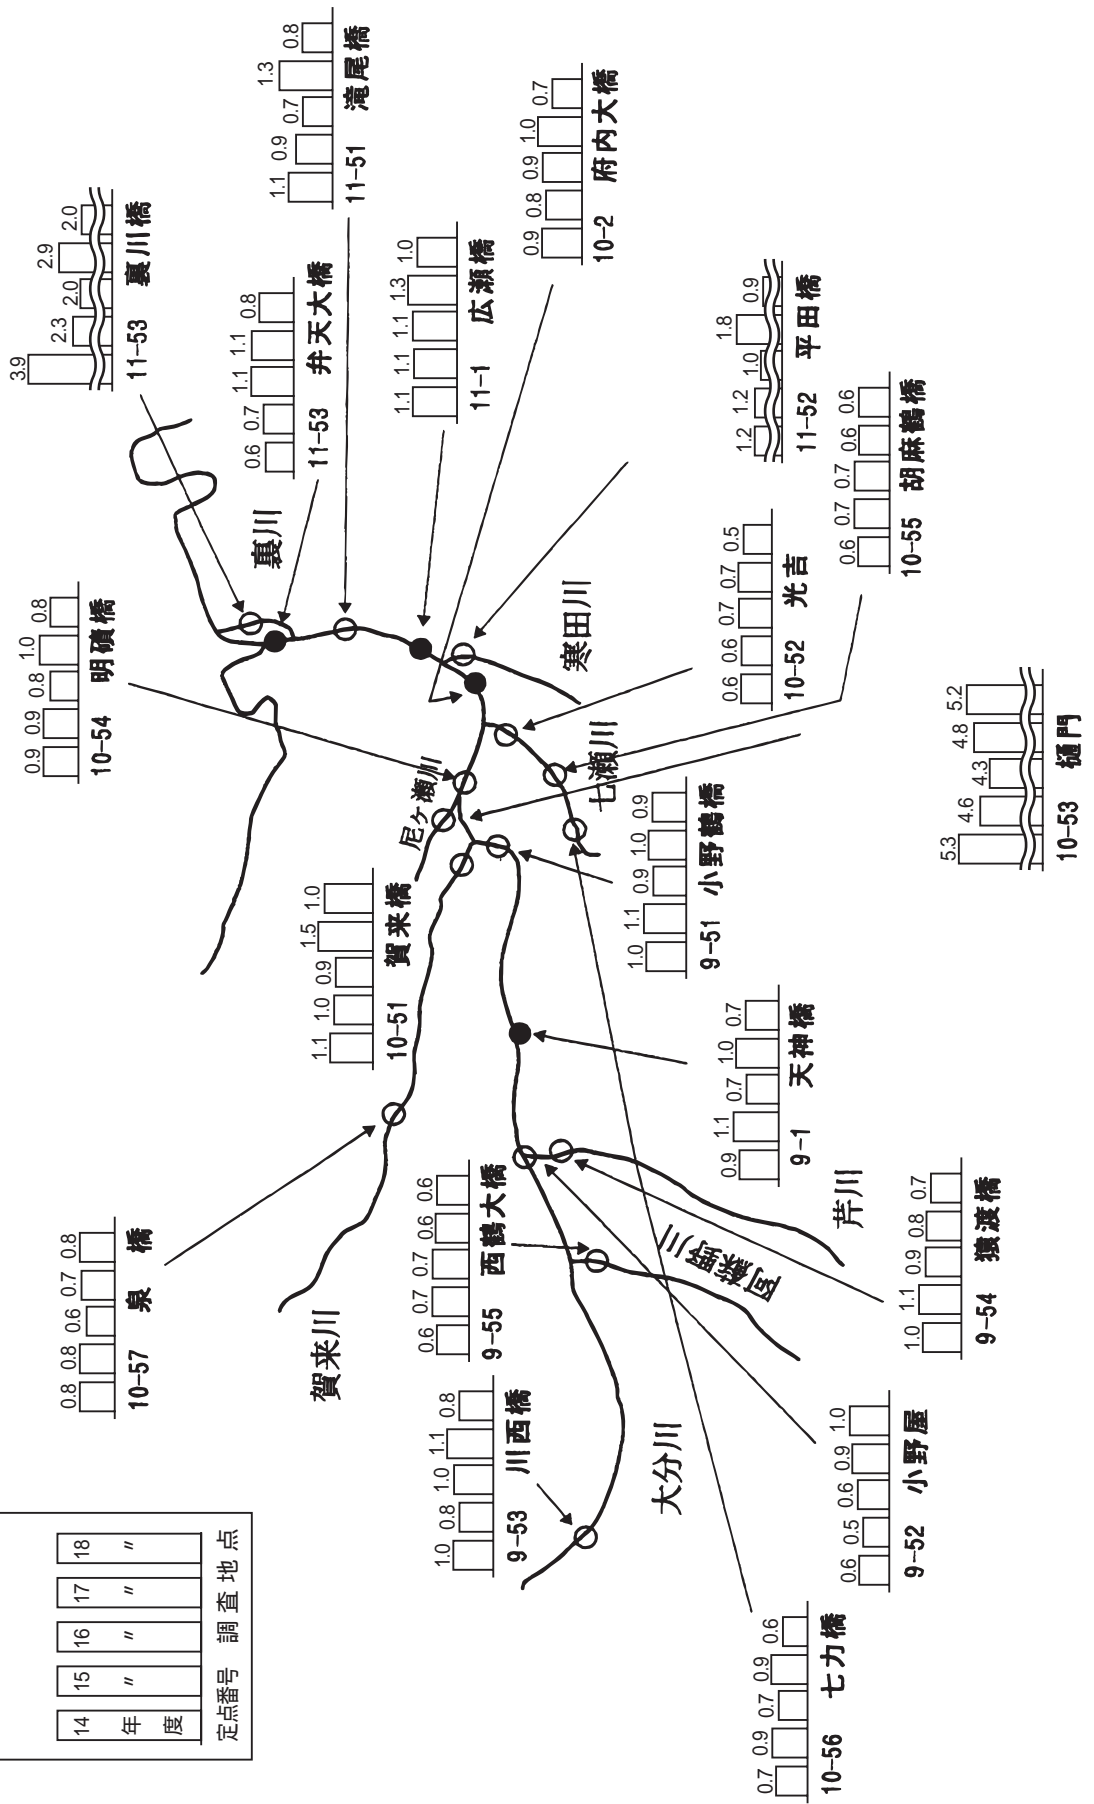 14 15 16 17 18
年 〃 〃 〃 〃
度
定点番号 調査地点
0.8 0.8 0.6 0.7 0.8
10-57 泉橋
0.9 0.9 0.8 1.0 0.8
10-54 明磧橋
3.9 2.3 2.0 2.9 2.0
11-53 裏川橋
0.6 0.7 1.1 1.1 0.8
11-53 弁天大橋
1.1 0.9 0.7 1.3 0.8
11-51 滝尾橋
1.1 1.1 1.1 1.3 1.0
11-1 広瀬橋
0.9 0.8 0.9 1.0 0.7
10-2 府内大橋
1.2 1.2 1.0 1.8 0.9
11-52 平田橋
0.6 0.7 0.7 0.6 0.6
10-55 胡麻鶴橋
0.6 0.6 0.7 0.7 0.5
10-52 光吉
5.3 4.6 4.3 4.8 5.2
10-53 樋門
1.0 1.1 0.9 1.0 0.9
9-51 小野鶴橋
1.1 1.0 0.9 1.5 1.0
10-51 賀来橋
0.9 1.1 0.7 1.0 0.7
9-1 天神橋
0.6 0.7 0.7 0.6 0.6
9-55 西鶴大橋
1.0 0.8 1.0 1.1 0.8
9-53 川西橋
1.0 1.1 0.9 0.8 0.7
9-54 猿渡橋
0.6 0.5 0.6 0.9 1.0
9-52 小野屋
0.7 0.9 0.7 0.9 0.6
10-56 七力橋
裏川
寒田川
七瀬川
尼ケ瀬川
賀来川
大分川
阿蘇野川
芹川